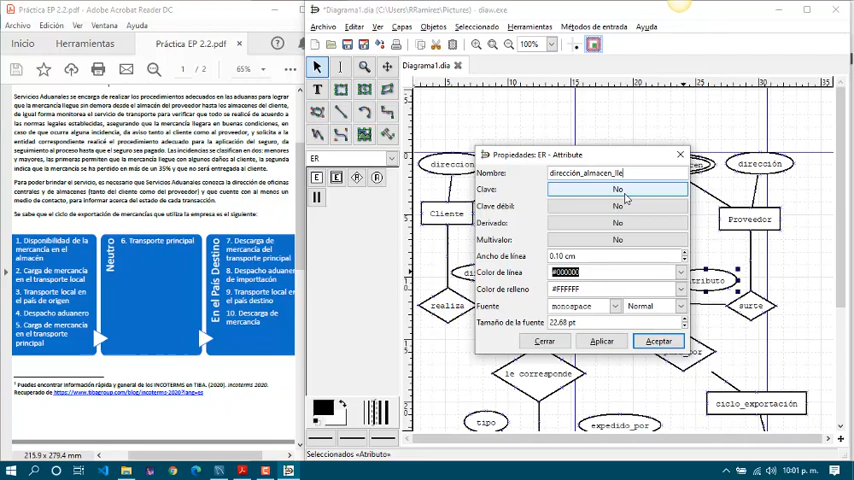 Práctica EP 2.2.pdf - Adobe Acrobat Reader DC
Archivo Edición Ver Ventana Ayuda
Inicio Herramientas Práctica EP 2.2.pdf
1 / 2 65%
Servicios Aduanales se encarga de realizar los procedimientos adecuados en las aduanas para lograr
que la mercancía llegue sin demora desde el almacén del proveedor hasta los almacenes del cliente,
de igual forma monitorea el servicio de transporte para verificar que todo se realicé de acuerdo a
las normas legales establecidas, asegurando que la mercancía llegue en buenas condiciones, en
caso de que ocurra alguna incidencia, da aviso tanto al cliente como al proveedor, y solicita a la
entidad correspondiente realicé el procedimiento adecuado para la aplicación del seguro, da
seguimiento al proceso hasta que el seguro sea pagado. Las incidencias se clasifican en dos: menores
y mayores, las primeras permiten que la mercancía llegue con algunos daños al cliente, la segunda
indica que la mercancía se ha perdido en más de un 35% y que no será entregada al cliente.
Para poder brindar el servicio, es necesario que Servicios Aduanales conozca la dirección de oficinas
centrales y de almacenes (tanto del cliente como del proveedor) y que cuente con al menos un
medio de contacto, para informar acerca del estado de las mercancías.
Se sabe que el ciclo de exportación de mercancías que utiliza la empresa es el siguiente:
1. Disponibilidad de la mercancía en el almacén
2. Carga de mercancía contenedor
3. Transporte local en el país de origen
4. Despacho aduanero
5. Carga de mercancía en el transporte principal
Neutro
6. Transporte principal
En el País Destino
7. Descarga de mercancía del transporte principal
8. Despacho aduanero de importación
9. Transporte local en el país destino
10. Descarga de mercancía
1 Puedes encontrar información rápida y general de los INCOTERMS en TIBA. (2020). Incoterms 2020.
Recuperado de https://www.tibagroup.com/blog/incoterms-2020?lang=es
215.9 x 279.4 mm
*Diagrama1.dia (C:\Users\RRamirez\Pictures) - diaw.exe
Archivo Editar Ver Capas Objetos Seleccionado Herramientas Métodos de entrada Ayuda
100%
Diagrama1.dia
ER
5 10 15 20 25 30 35
direccion
dirección
Cliente
Proveedor
realiza
surte
le corresponde
ciclo_exportación
tipo
expedido_por
Propiedades: ER - Attribute
Nombre: dirección_almacen_lle
Clave: No
Clave débil: No
Derivado: No
Multivalor: No
Ancho de línea 0.10 cm
Color de línea #000000
Color de relleno #FFFFFF
Fuente monospace Normal
Tamaño de la fuente 22.68 pt
Cerrar Aplicar Aceptar
Seleccionados «Atributo»
10:01 p. m.